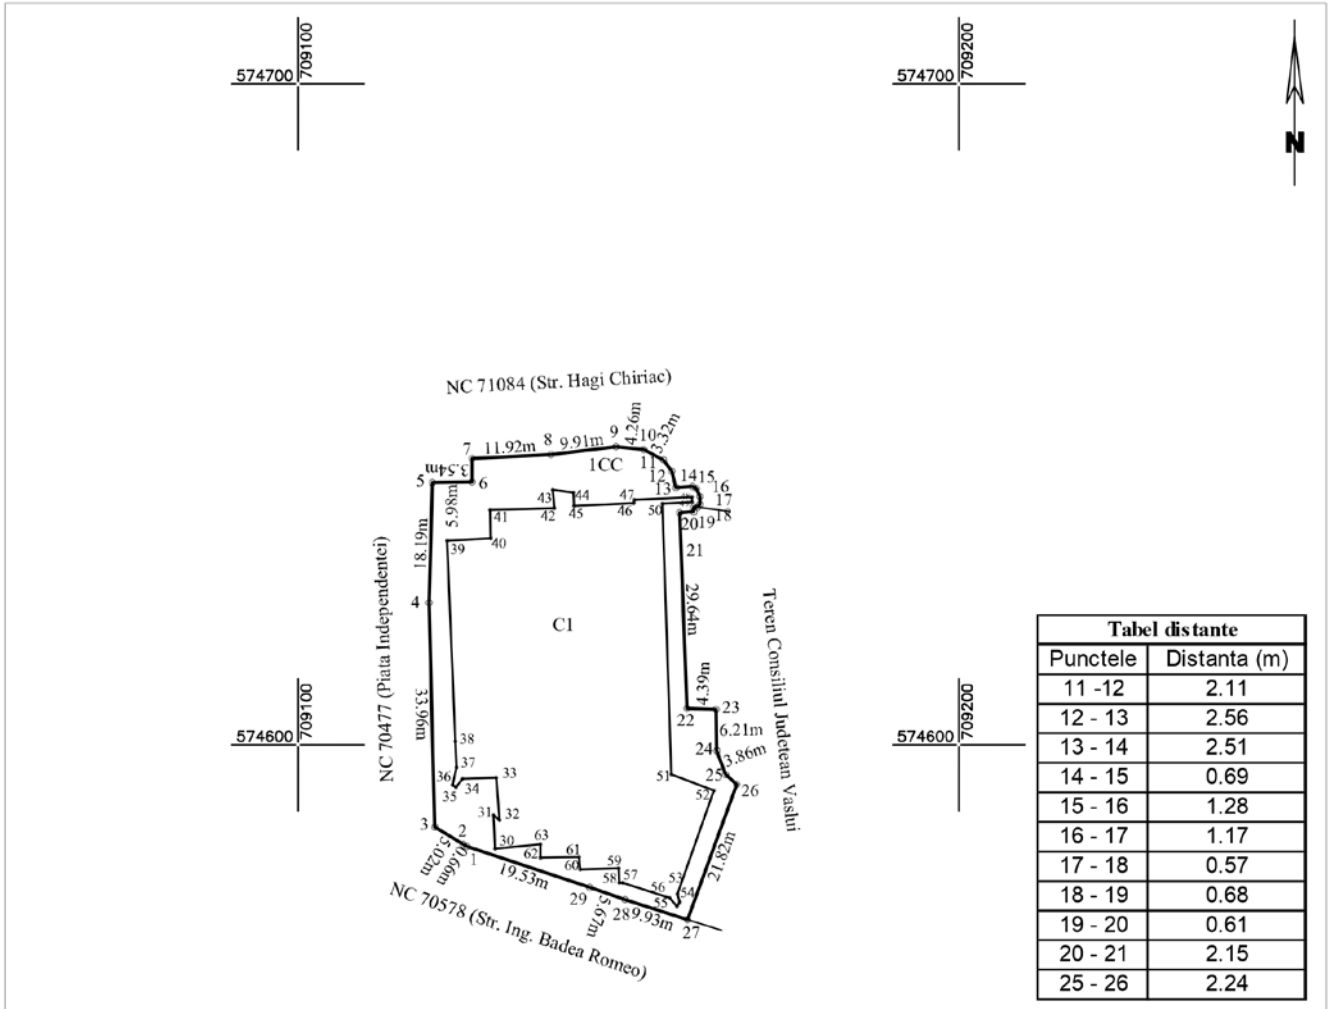 709100
574700
709200
574700
N
NC 71084 (Str. Hagi Chiriac)
4.26m
3.32m
9
10
7
11.92m
8
9.91m
11
1CC
5
3.54m
6
12
13
14
15
16
17
18
5.98m
43
44
47
41
42
45
46
50
20
19
21
18.19m
39
40
4
C1
29.64m
NC 70477 (Piata Independentei)
Teren Consiliul Judetean Vaslui
33.96m
4.39m
22
23
6.21m
24
3.86m
25
26
709100
574600
709200
574600
38
37
36
35
34
33
51
52
31
32
3
2
1
5.02m
0.66m
30
63
62
61
60
59
58
57
56
55
53
54
21.82m
19.53m
29
5.67m
28
9.93m
27
NC 70578 (Str. Ing. Badea Romeo)
Tabel distante
Punctele Distanta (m)
11 -12 2.11
12 - 13 2.56
13 - 14 2.51
14 - 15 0.69
15 - 16 1.28
16 - 17 1.17
17 - 18 0.57
18 - 19 0.68
19 - 20 0.61
20 - 21 2.15
25 - 26 2.24